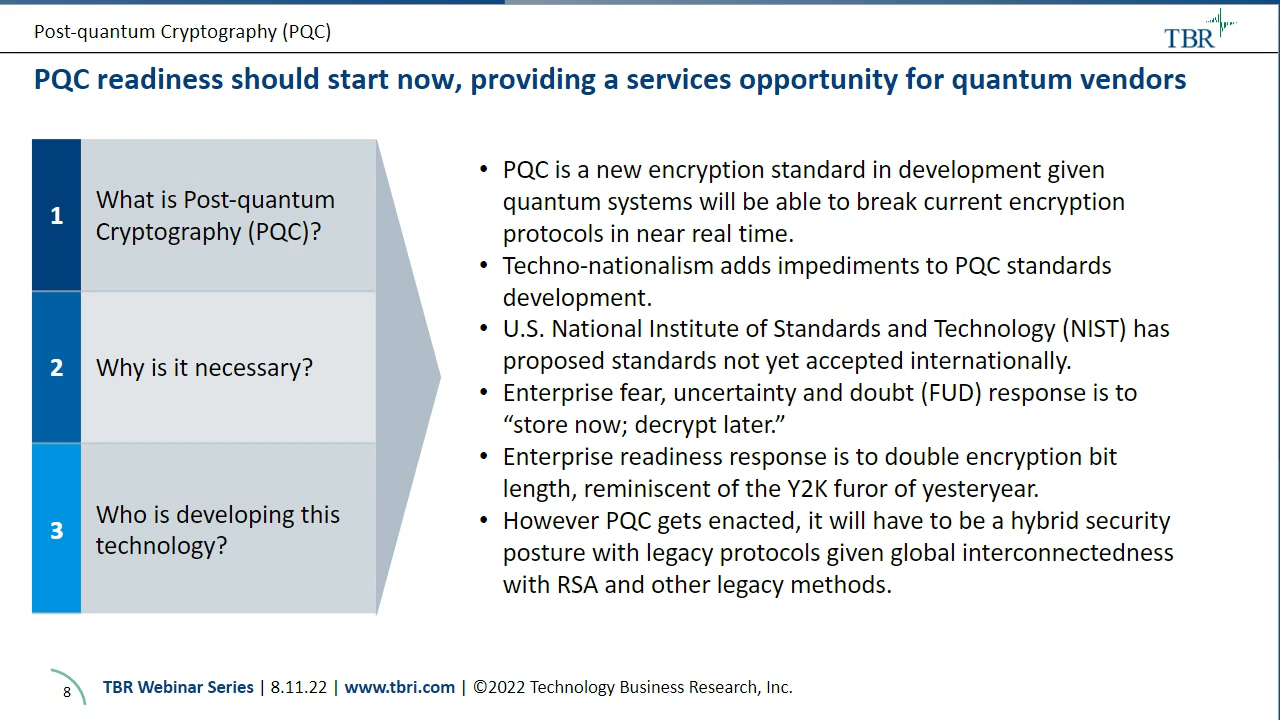 Post-quantum Cryptography (PQC)
TBR
PQC readiness should start now, providing a services opportunity for quantum vendors
1
What is Post-quantum
Cryptography (PQC)?
2
Why is it necessary?
3
Who is developing this
technology?
• PQC is a new encryption standard in development given
quantum systems will be able to break current encryption
protocols in near real time.
• Techno-nationalism adds impediments to PQC standards
development.
• U.S. National Institute of Standards and Technology (NIST) has
proposed standards not yet accepted internationally.
• Enterprise fear, uncertainty and doubt (FUD) response is to
“store now; decrypt later.”
• Enterprise readiness response is to double encryption bit
length, reminiscent of the Y2K furor of yesteryear.
• However PQC gets enacted, it will have to be a hybrid security
posture with legacy protocols given global interconnectedness
with RSA and other legacy methods.
8
TBR Webinar Series | 8.11.22 | www.tbri.com | ©2022 Technology Business Research, Inc.